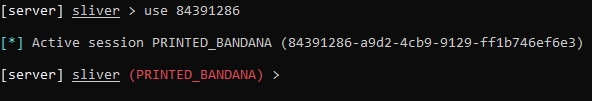 [server] sliver > use 84391286
[*] Active session PRINTED_BANDANA (84391286-a9d2-4cb9-9129-ff1b746ef6e3)
[server] sliver (PRINTED_BANDANA) >